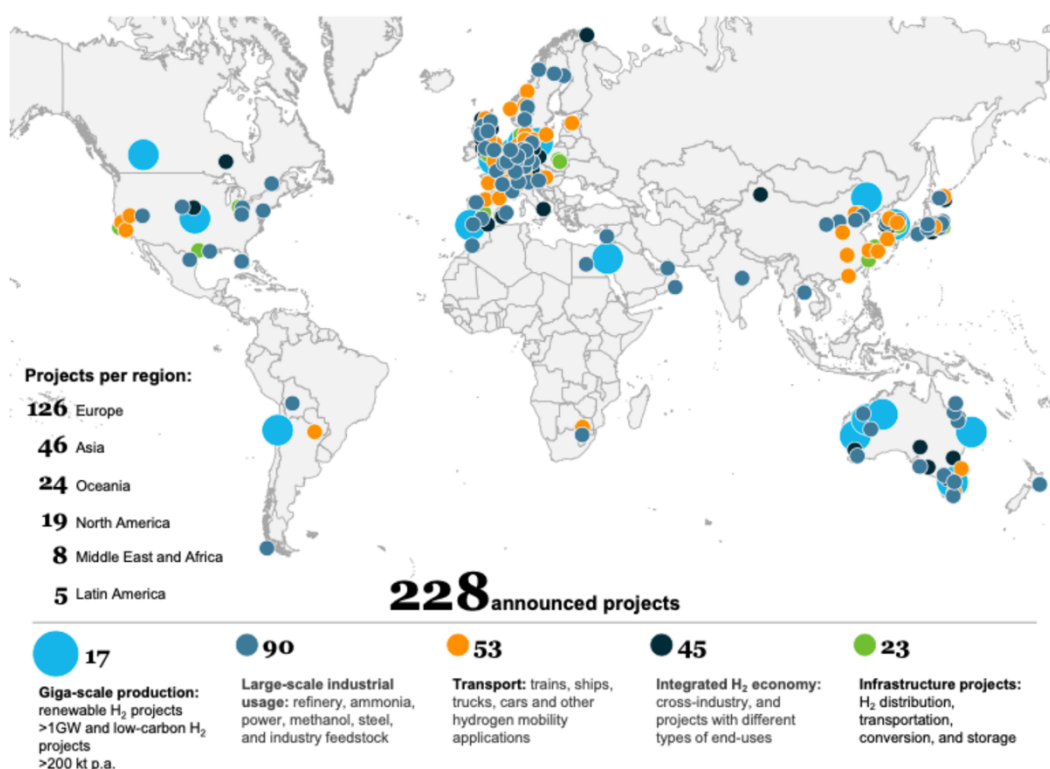 Projects per region:
126 Europe
46 Asia
24 Oceania
19 North America
8 Middle East and Africa
5 Latin America
228 announced projects
17
Giga-scale production:
renewable H₂ projects
>1GW and low-carbon H₂
projects
>200 kt p.a.
90
Large-scale industrial
usage: refinery, ammonia,
power, methanol, steel,
and industry feedstock
53
Transport: trains, ships,
trucks, cars and other
hydrogen mobility
applications
45
Integrated H₂ economy:
cross-industry, and
projects with different
types of end-uses
23
Infrastructure projects:
H₂ distribution,
transportation,
conversion, and storage